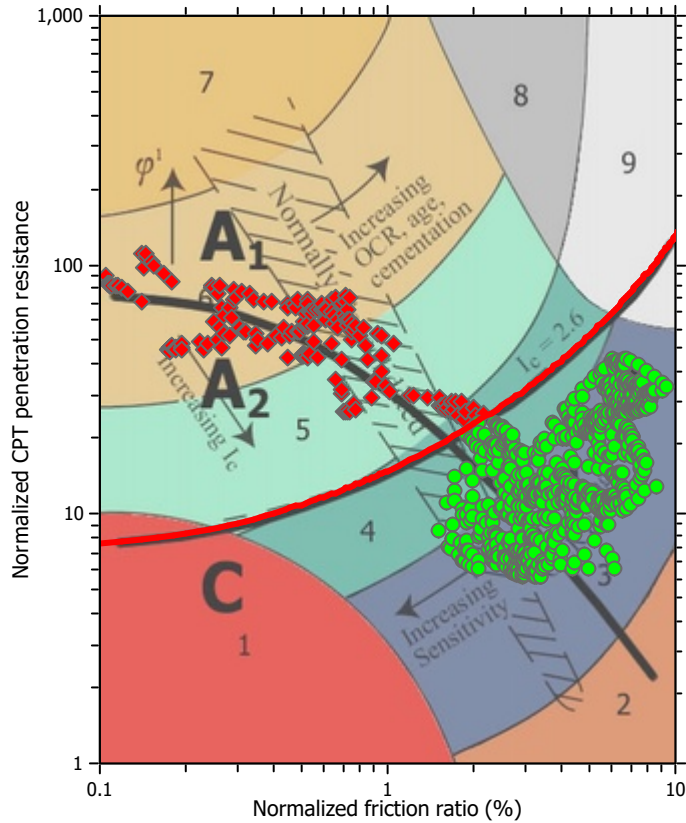 Normalized CPT penetration resistance
1,000
100
10
1
0.1
1
10
Normalized friction ratio (%)
7
8
9
φ'
A1
Normally
Increasing
OCR, age,
cementation
A2
Increasing Ic
5
Ic = 2.6
4
C
1
Increasing
Sensitivity
3
2